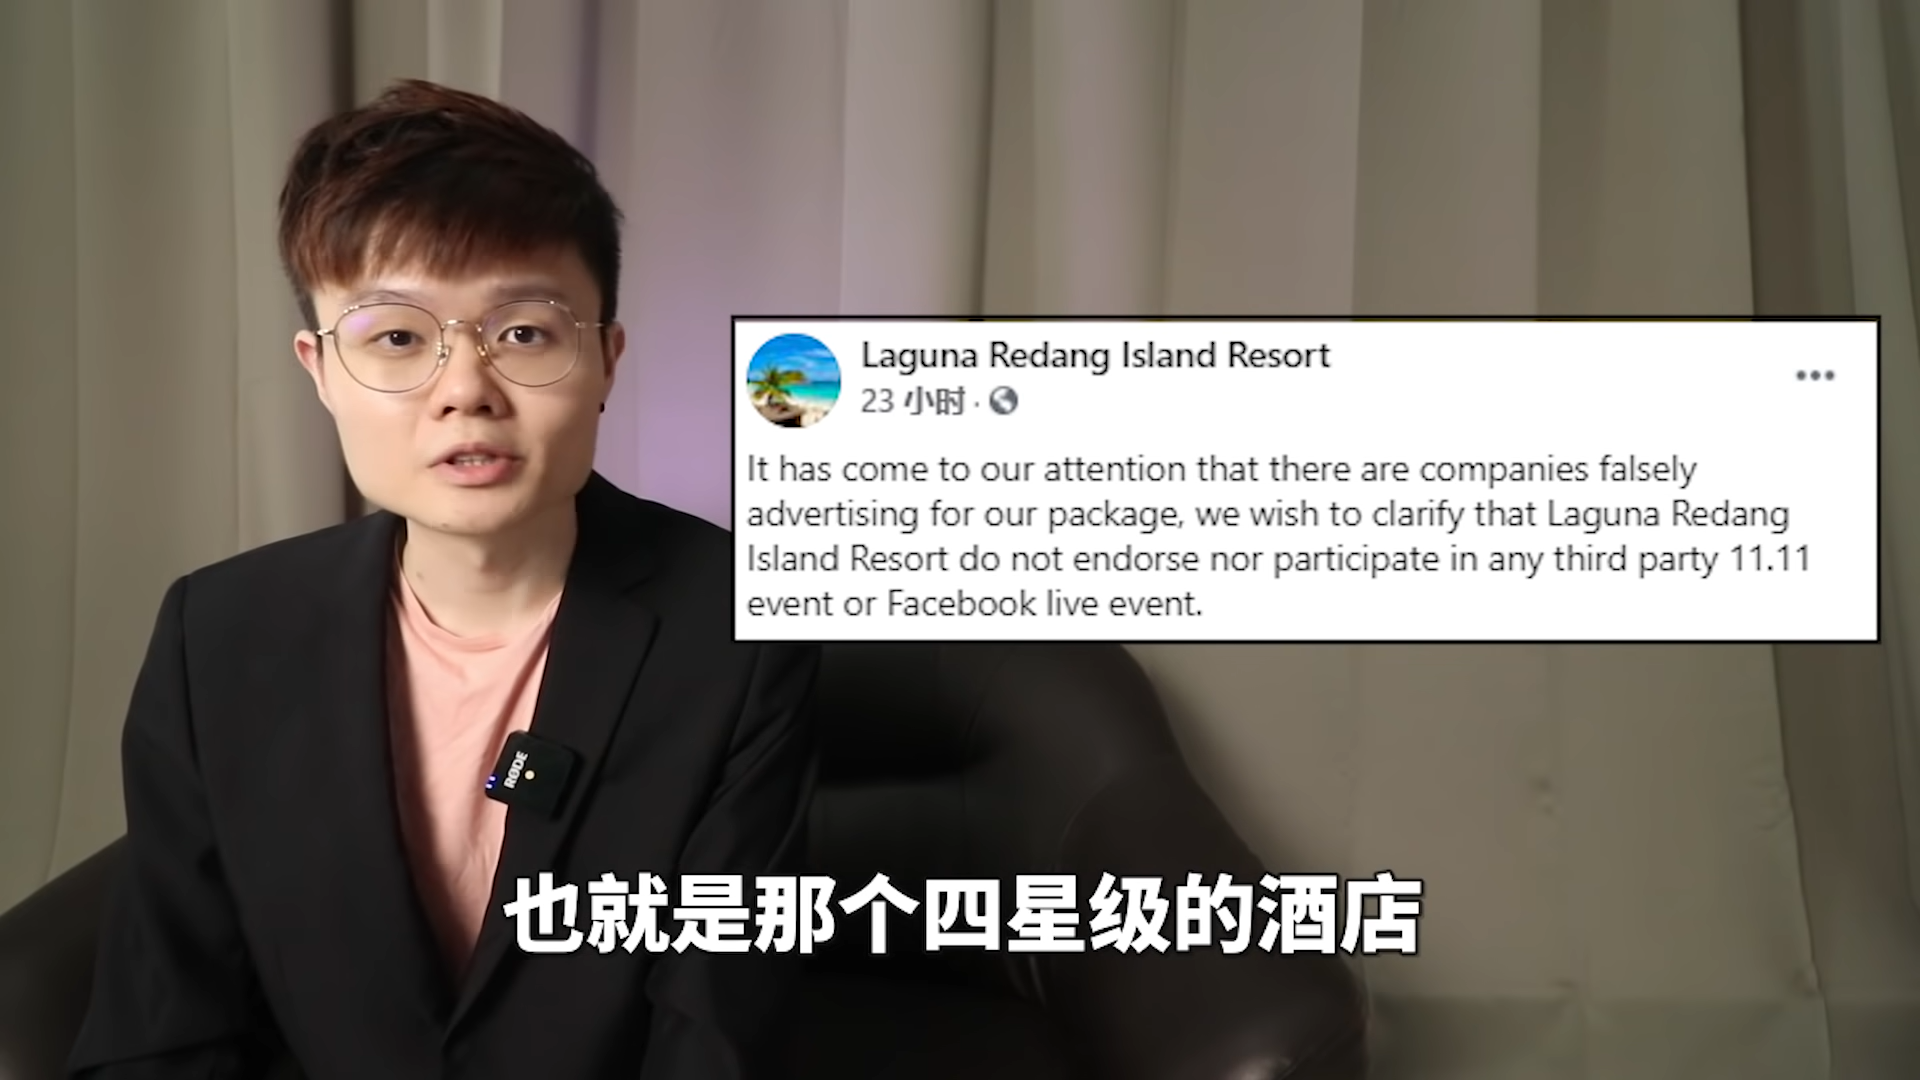 Laguna Redang Island Resort
23 小时 ·
It has come to our attention that there are companies falsely
advertising for our package, we wish to clarify that Laguna Redang
Island Resort do not endorse nor participate in any third party 11.11
event or Facebook live event.
RØDE
也就是那个四星级的酒店